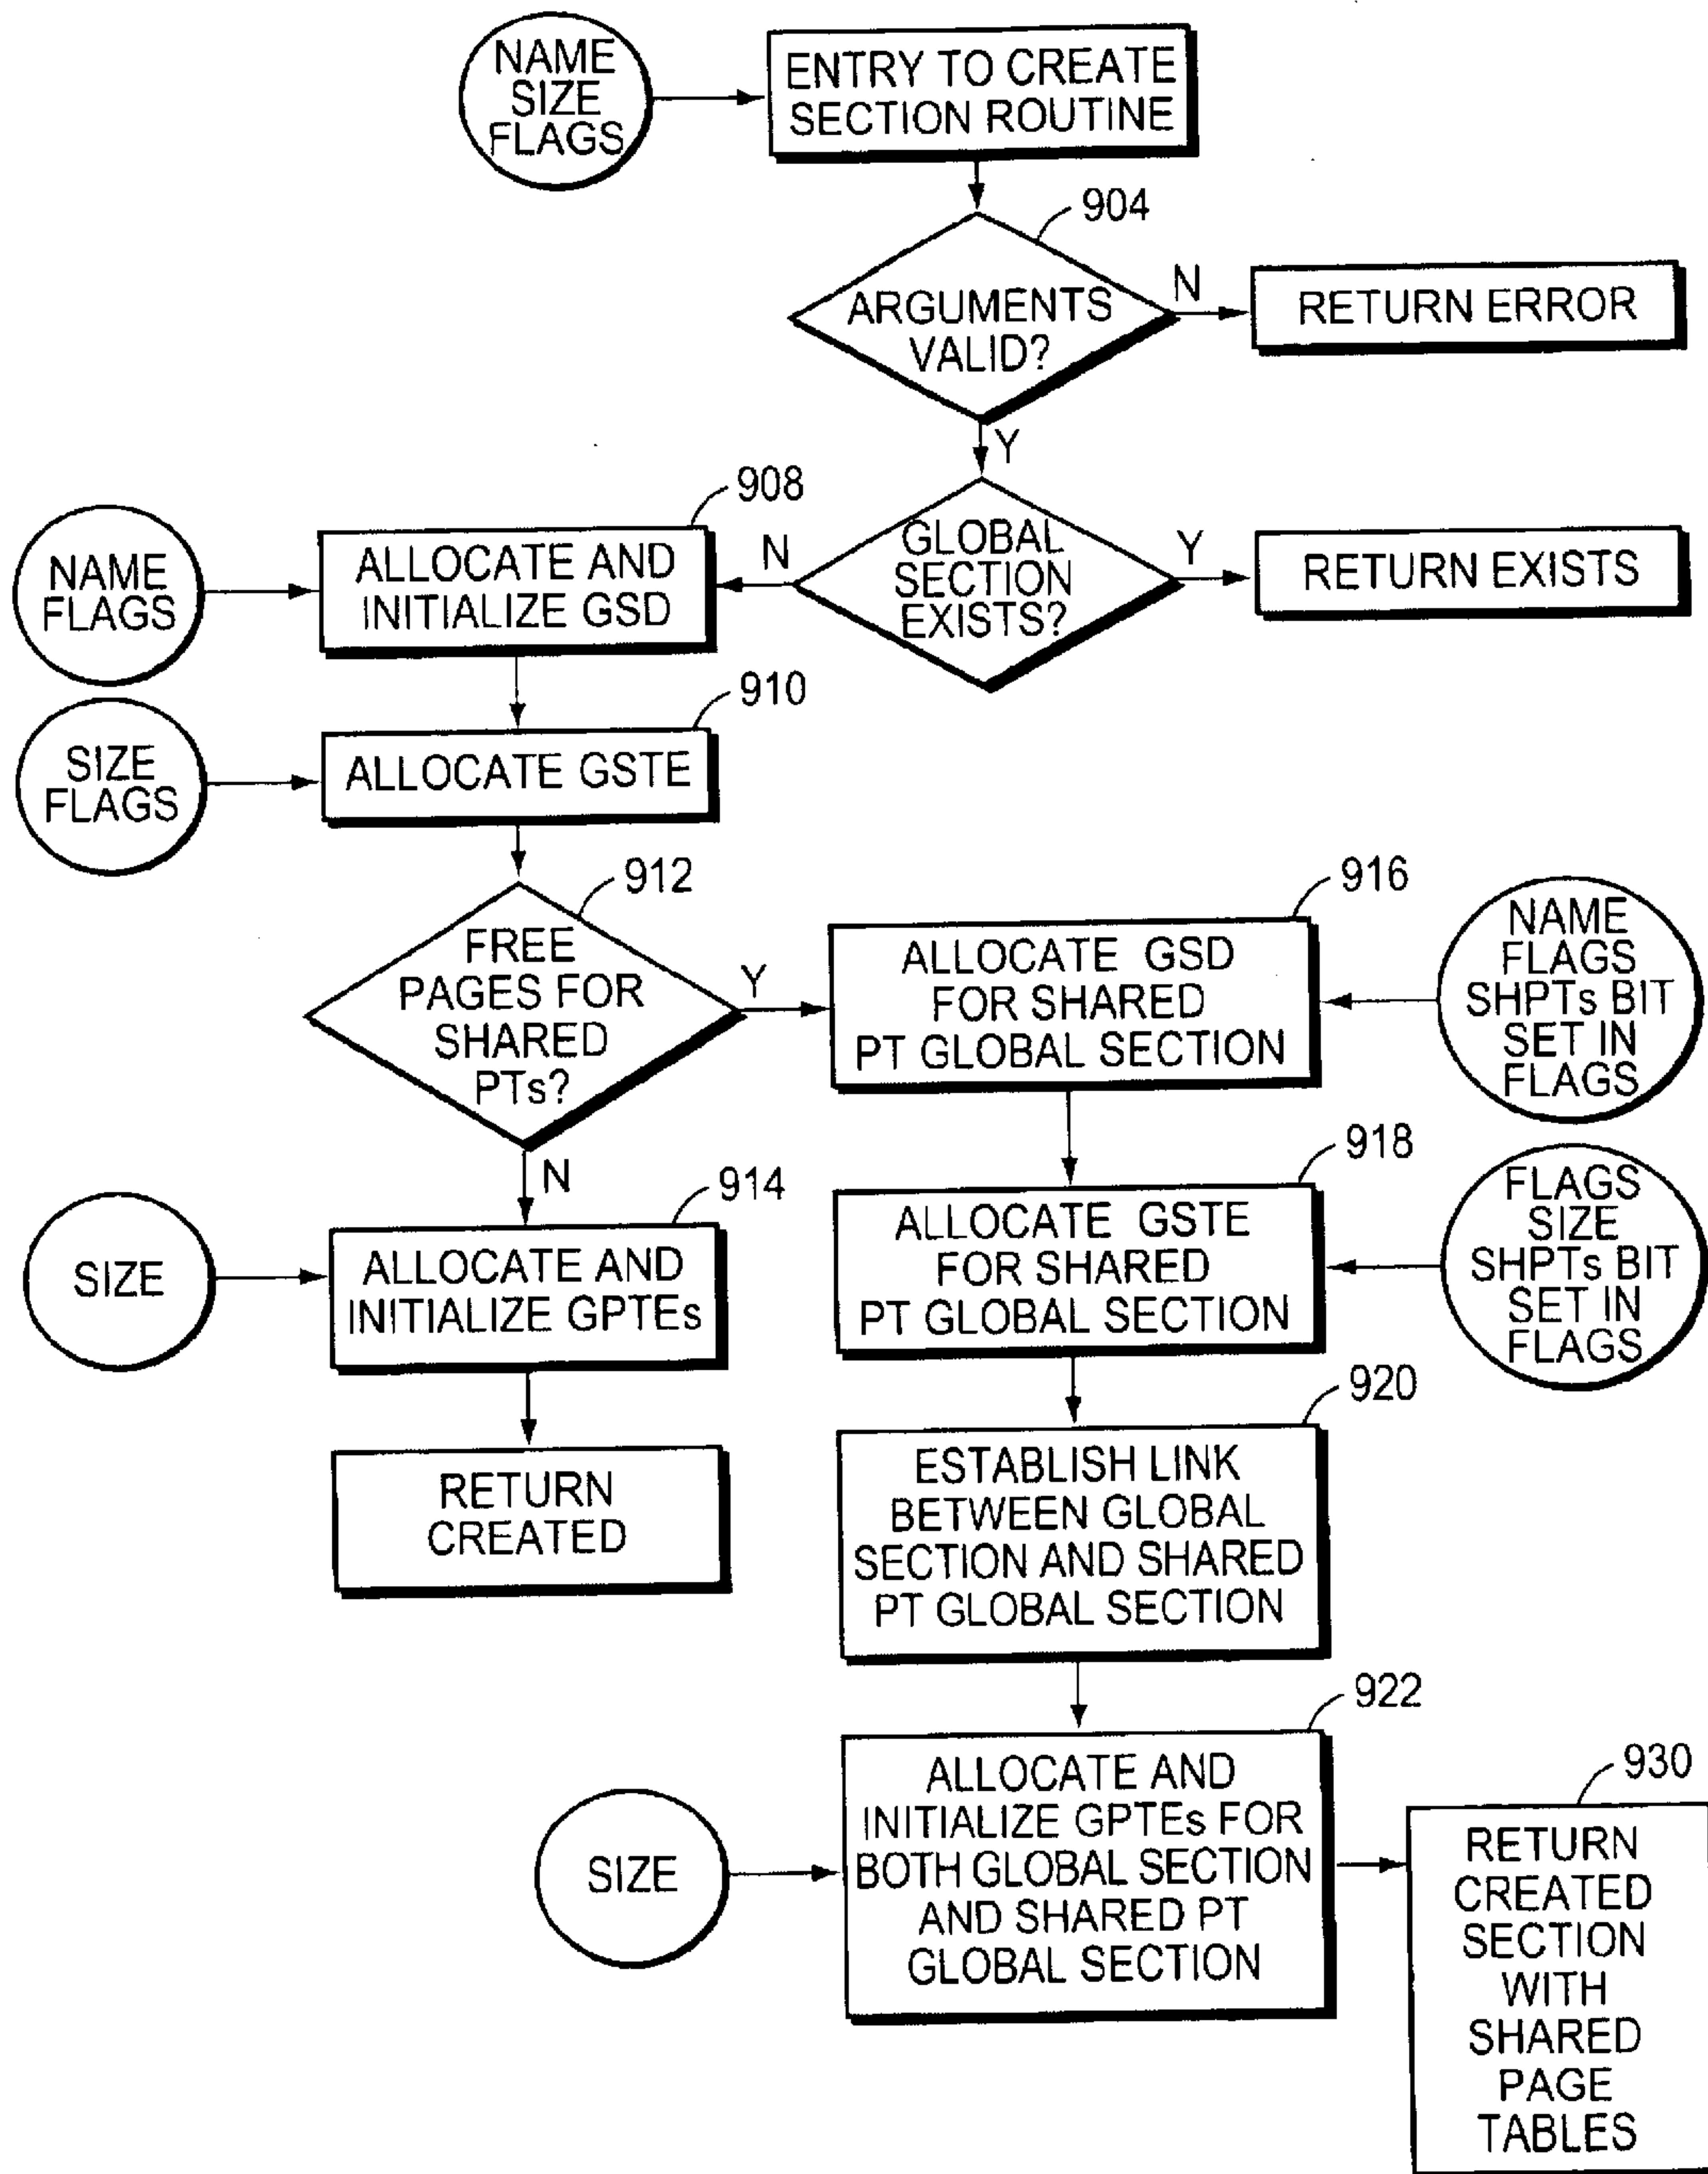 NAME
SIZE
FLAGS
ENTRY TO CREATE
SECTION ROUTINE
904
ARGUMENTS
VALID?
N
RETURN ERROR
Y
908
NAME
FLAGS
ALLOCATE AND
INITIALIZE GSD
N
GLOBAL
SECTION
EXISTS?
Y
RETURN EXISTS
910
SIZE
FLAGS
ALLOCATE GSTE
912
FREE
PAGES FOR
SHARED
PTs?
Y
916
ALLOCATE GSD
FOR SHARED
PT GLOBAL SECTION
NAME
FLAGS
SHPTs BIT
SET IN
FLAGS
N
914
SIZE
ALLOCATE AND
INITIALIZE GPTEs
918
ALLOCATE GSTE
FOR SHARED
PT GLOBAL SECTION
FLAGS
SIZE
SHPTs BIT
SET IN
FLAGS
RETURN
CREATED
920
ESTABLISH LINK
BETWEEN GLOBAL
SECTION AND SHARED
PT GLOBAL SECTION
922
SIZE
ALLOCATE AND
INITIALIZE GPTEs FOR
BOTH GLOBAL SECTION
AND SHARED PT
GLOBAL SECTION
930
RETURN
CREATED
SECTION
WITH
SHARED
PAGE
TABLES